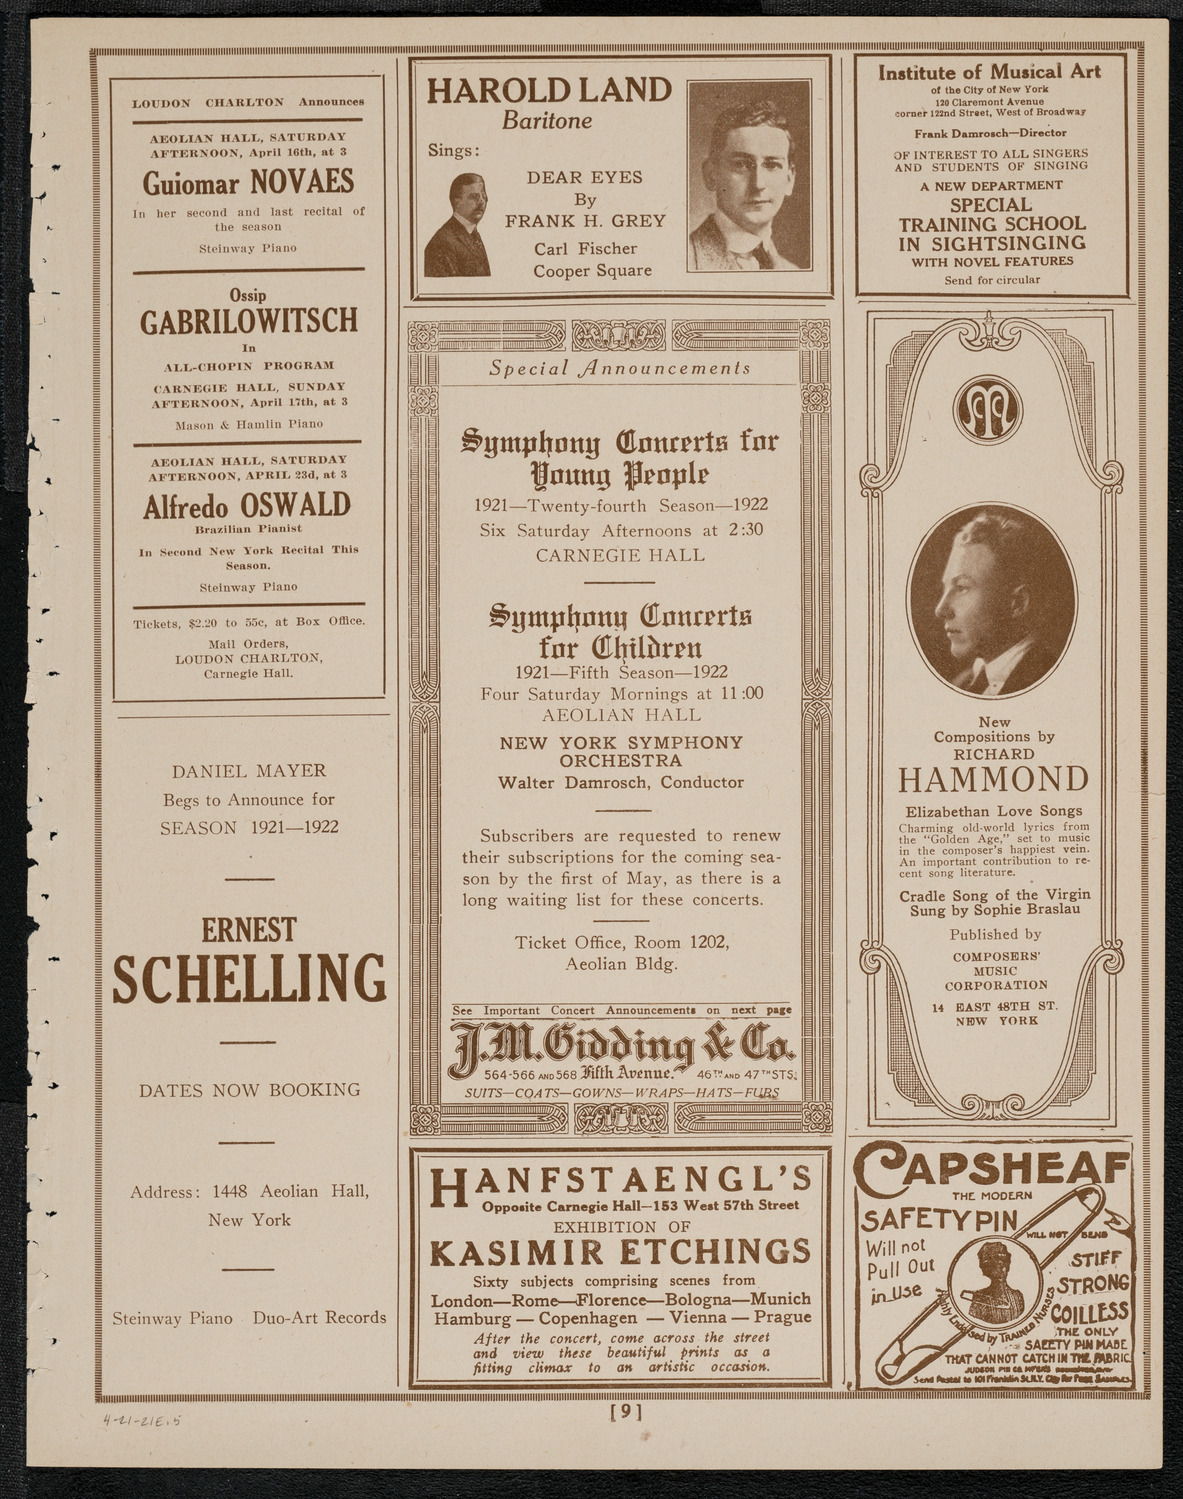 LOUDON CHARLTON Announces
AEOLIAN HALL, SATURDAY
AFTERNOON, April 16th, at 3
Guiomar NOVAES
In her second and last recital of
the season
Steinway Piano
Ossip
GABRILOWITSCH
In
ALL-CHOPIN PROGRAM
CARNEGIE HALL, SUNDAY
AFTERNOON, April 17th, at 3
Mason & Hamlin Piano
AEOLIAN HALL, SATURDAY
AFTERNOON, APRIL 23d, at 3
Alfredo OSWALD
Brazilian Pianist
In Second New York Recital This
Season.
Steinway Piano
Tickets, $2.20 to 55c, at Box Office.
Mail Orders,
LOUDON CHARLTON,
Carnegie Hall.
DANIEL MAYER
Begs to Announce for
SEASON 1921—1922
ERNEST
SCHELLING
DATES NOW BOOKING
Address: 1448 Aeolian Hall,
New York
Steinway Piano Duo-Art Records
HAROLD LAND
Baritone
Sings:
DEAR EYES
By
FRANK H. GREY
Carl Fischer
Cooper Square
Special Announcements
Symphony Concerts for
Young People
1921—Twenty-fourth Season—1922
Six Saturday Afternoons at 2:30
CARNEGIE HALL
Symphony Concerts
for Children
1921—Fifth Season—1922
Four Saturday Mornings at 11:00
AEOLIAN HALL
NEW YORK SYMPHONY
ORCHESTRA
Walter Damrosch, Conductor
Subscribers are requested to renew
their subscriptions for the coming sea-
son by the first of May, as there is a
long waiting list for these concerts.
Ticket Office, Room 1202,
Aeolian Bldg.
See Important Concert Announcements on next page
J.M. Gidding & Co.
564-566 AND 568 Fifth Avenue. 46TH AND 47TH STS.
SUITS—COATS—GOWNS—WRAPS—HATS—FURS
HANFSTAENGL'S
Opposite Carnegie Hall—153 West 57th Street
EXHIBITION OF
KASIMIR ETCHINGS
Sixty subjects comprising scenes from
London—Rome—Florence—Bologna—Munich
Hamburg — Copenhagen — Vienna — Prague
After the concert, come across the street
and view these beautiful prints as a
fitting climax to an artistic occasion.
Institute of Musical Art
of the City of New York
120 Claremont Avenue
corner 122nd Street, West of Broadway
Frank Damrosch—Director
OF INTEREST TO ALL SINGERS
AND STUDENTS OF SINGING
A NEW DEPARTMENT
SPECIAL
TRAINING SCHOOL
IN SIGHTSINGING
WITH NOVEL FEATURES
Send for circular
New
Compositions by
RICHARD
HAMMOND
Elizabethan Love Songs
Charming old-world lyrics from
the "Golden Age," set to music
in the composer's happiest vein.
An important contribution to re-
cent song literature.
Cradle Song of the Virgin
Sung by Sophie Braslau
Published by
COMPOSERS'
MUSIC
CORPORATION
14 EAST 48TH ST.
NEW YORK
CAPSHEAF
THE MODERN
SAFETY PIN
WILL NOT BEND
Will not
Pull Out
in Use
STIFF
STRONG
COILLESS
Highly Endorsed by TRAINED NURSES
THE ONLY
SAFETY PIN MADE
THAT CANNOT CATCH IN THE FABRIC
JUDSON PIN CO. MFGRS.
Send Postal to 101 Franklin St. N.Y. City for Free Samples
[9]
4-21-21E.5